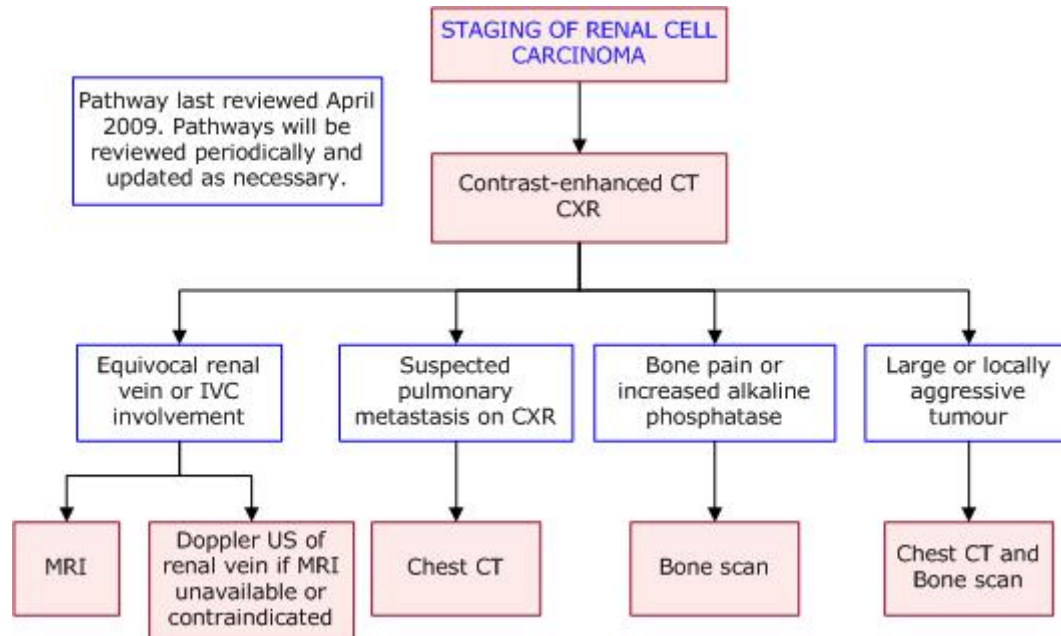 STAGING OF RENAL CELL
CARCINOMA
Pathway last reviewed April
2009. Pathways will be
reviewed periodically and
updated as necessary.
Contrast-enhanced CT
CXR
Equivocal renal
vein or IVC
involvement
Suspected
pulmonary
metastasis on CXR
Bone pain or
increased alkaline
phosphatase
Large or locally
aggressive
tumour
MRI
Doppler US of
renal vein if MRI
unavailable or
contraindicated
Chest CT
Bone scan
Chest CT and
Bone scan